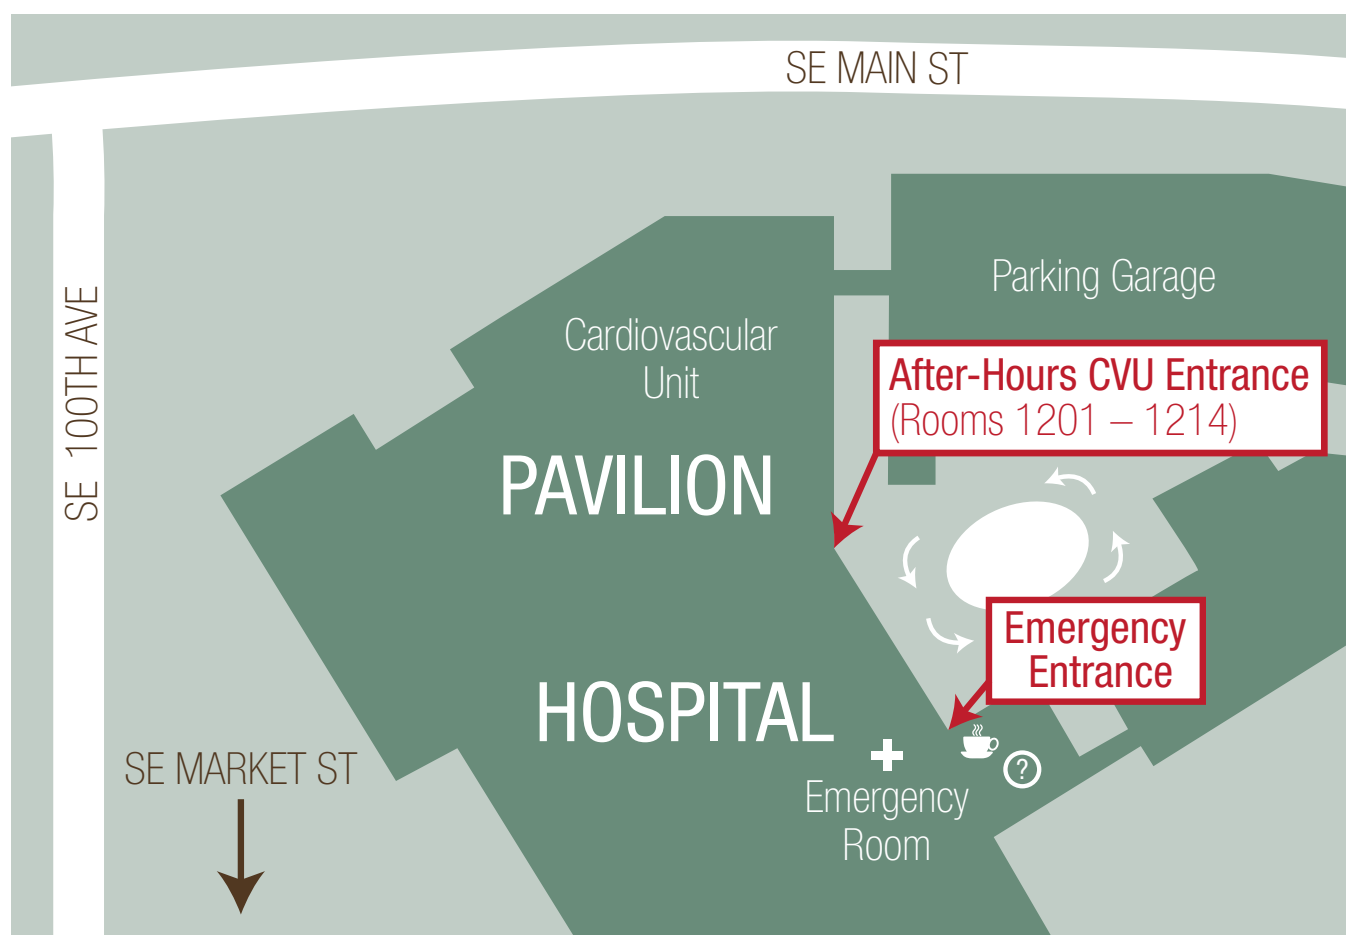 SE MAIN ST
SE 100TH AVE
Parking Garage
Cardiovascular
Unit
After-Hours CVU Entrance
(Rooms 1201 – 1214)
PAVILION
Emergency
Entrance
HOSPITAL
SE MARKET ST
?
Emergency
Room